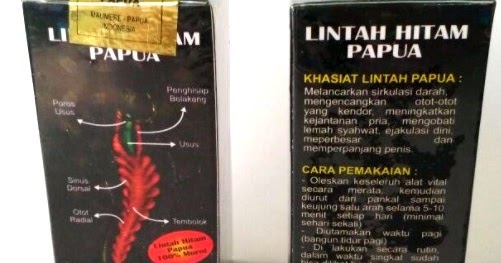 PAPUA
MAUMERE - PAPUA
INDONESIA
LINTAH HITAM
PAPUA
Penghisap
Belakang
Poros
Usus
Usus
Sinus
Dorsal
Otot
Radial
Tembolok
Lintah Hitam
Papua
100% Murni
LINTAH HITAM
PAPUA
KHASIAT LINTAH PAPUA :
Melancarkan sirkulasi darah,
mengencangkan otot-otot
yang kendor, meningkatkan
kejantanan pria, mengobati
lemah syahwat, ejakulasi dini,
meperbesar dan
memperpanjang penis.
CARA PEMAKAIAN :
- Oleskan keseluruh alat vital
secara merata, kemudian
diurut dari pankal sampai
keujung satu arah selama 5-10
menit setiap hari (minimal
sehari sekali)
- Diutamakan waktu pagi
(bangun tidur pagi)
- Di lakukan secara rutin,
dalam waktu singkat sudah